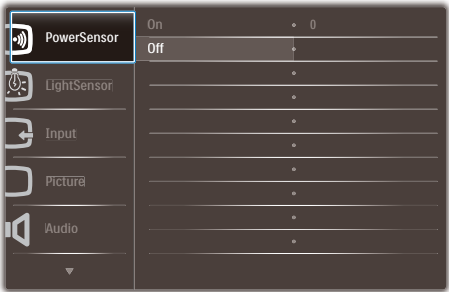 PowerSensor
LightSensor
Input
Picture
Audio
On 0
Off